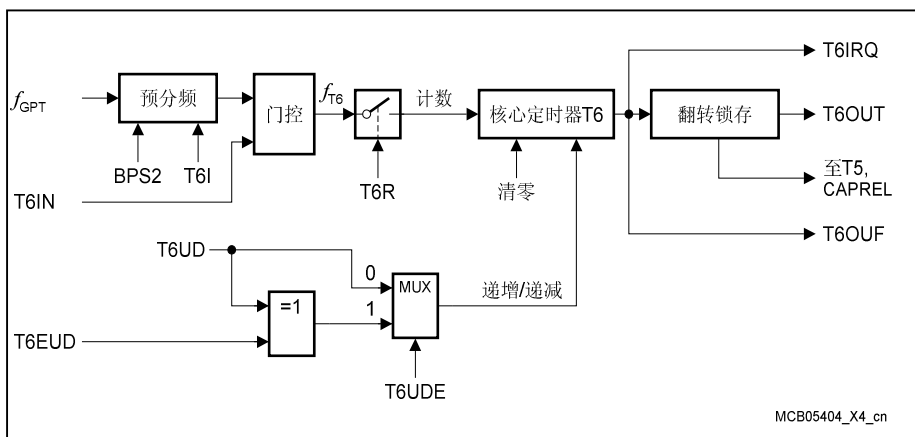 T6IRQ
f GPT
预分频
门控
f T6
计数
核心定时器T6
翻转锁存
T6OUT
BPS2
T6I
T6R
清零
至T5,
CAPREL
T6IN
T6OUF
T6UD
0
MUX
递增/递减
=1
1
T6EUD
T6UDE
MCB05404_X4_cn